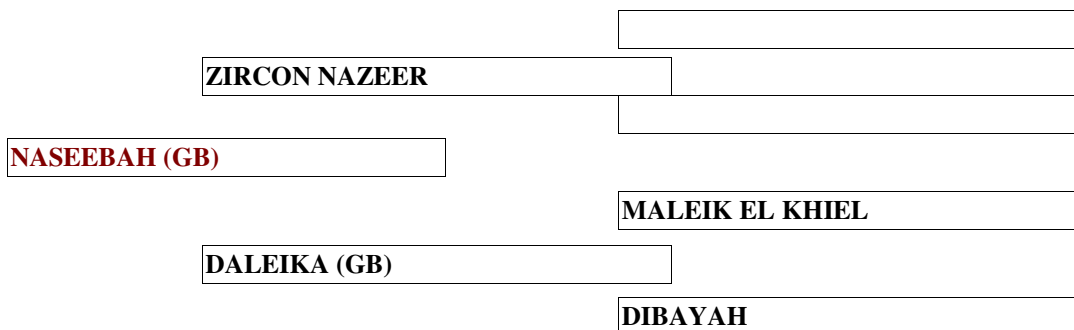 ZIRCON NAZEER
NASEEBAH (GB)
MALEIK EL KHIEL
DALEIKA (GB)
DIBAYAH